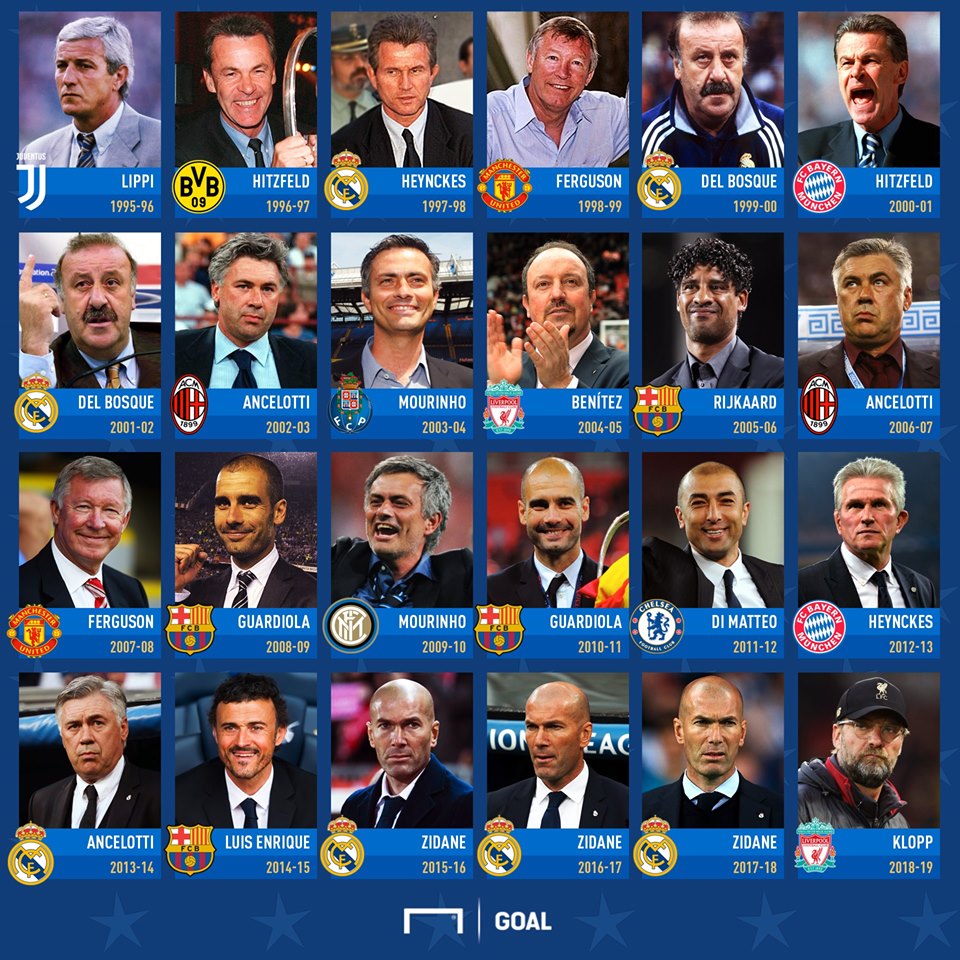 JUVENTUS
LIPPI
1995-96
BVB
09
HITZFELD
1996-97
HEYNCKES
1997-98
MANCHESTER
UNITED
FERGUSON
1998-99
DEL BOSQUE
1999-00
FC BAYERN
MÜNCHEN
HITZFELD
2000-01
DEL BOSQUE
2001-02
ACM
1899
ANCELOTTI
2002-03
FCP
MOURINHO
2003-04
LIVERPOOL
BENÍTEZ
2004-05
FCB
RIJKAARD
2005-06
ACM
1899
ANCELOTTI
2006-07
MANCHESTER
UNITED
FERGUSON
2007-08
FCB
GUARDIOLA
2008-09
MOURINHO
2009-10
FCB
GUARDIOLA
2010-11
CHELSEA
FOOTBALL CLUB
DI MATTEO
2011-12
FC BAYERN
MÜNCHEN
HEYNCKES
2012-13
ANCELOTTI
2013-14
FCB
LUIS ENRIQUE
2014-15
ZIDANE
2015-16
ION
EAG
ZIDANE
2016-17
ZIDANE
2017-18
L.F.C.
LIVERPOOL
KLOPP
2018-19
GOAL